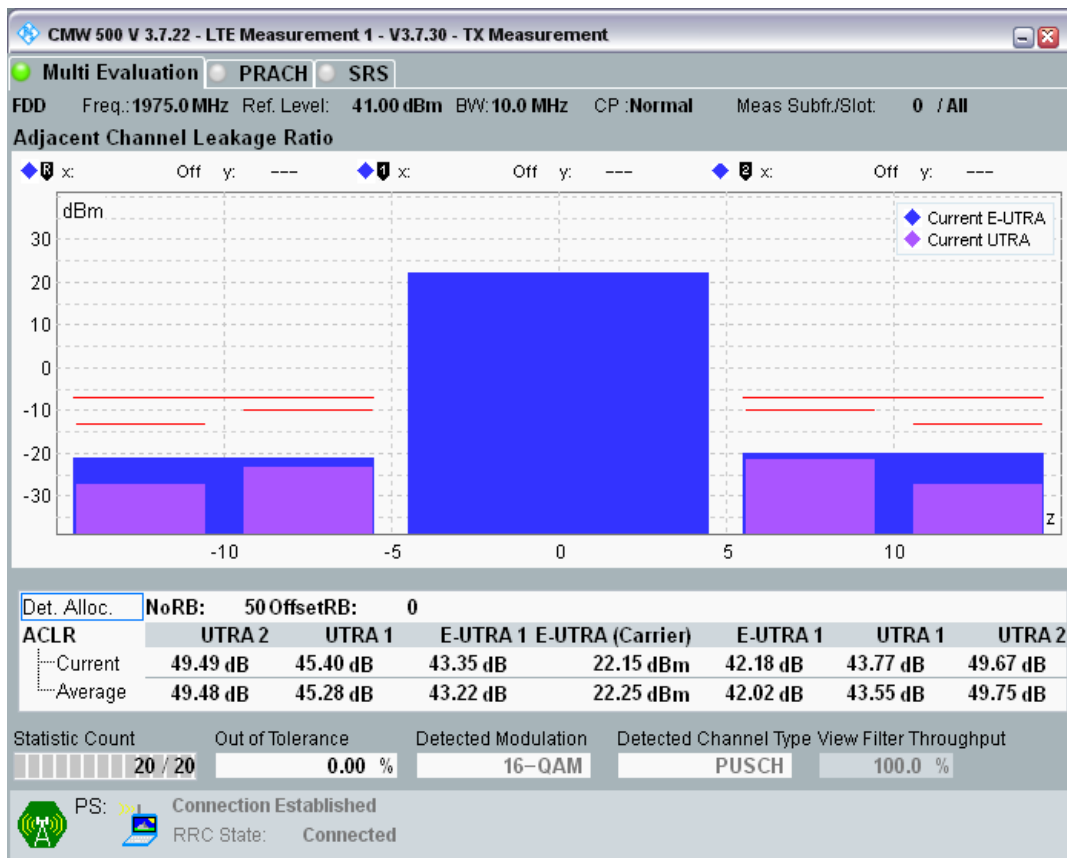 CMW 500 V 3.7.22 - LTE Measurement 1 - V3.7.30 - TX Measurement
Multi Evaluation PRACH SRS
FDD Freq.: 1975.0 MHz Ref. Level: 41.00 dBm BW: 10.0 MHz CP :Normal Meas Subfr./Slot: 0 / All
Adjacent Channel Leakage Ratio
R x: Off y: --- 1 x: Off y: --- 2 x: Off y: ---
dBm
Current E-UTRA
Current UTRA
30
20
10
0
-10
-20
-30
z
-10 -5 0 5 10
Det. Alloc. NoRB: 50 OffsetRB: 0
ACLR UTRA 2 UTRA 1 E-UTRA 1 E-UTRA (Carrier) E-UTRA 1 UTRA 1 UTRA 2
Current 49.49 dB 45.40 dB 43.35 dB 22.15 dBm 42.18 dB 43.77 dB 49.67 dB
Average 49.48 dB 45.28 dB 43.22 dB 22.25 dBm 42.02 dB 43.55 dB 49.75 dB
Statistic Count Out of Tolerance Detected Modulation Detected Channel Type View Filter Throughput
20 / 20 0.00 % 16-QAM PUSCH 100.0 %
PS: Connection Established
RRC State: Connected